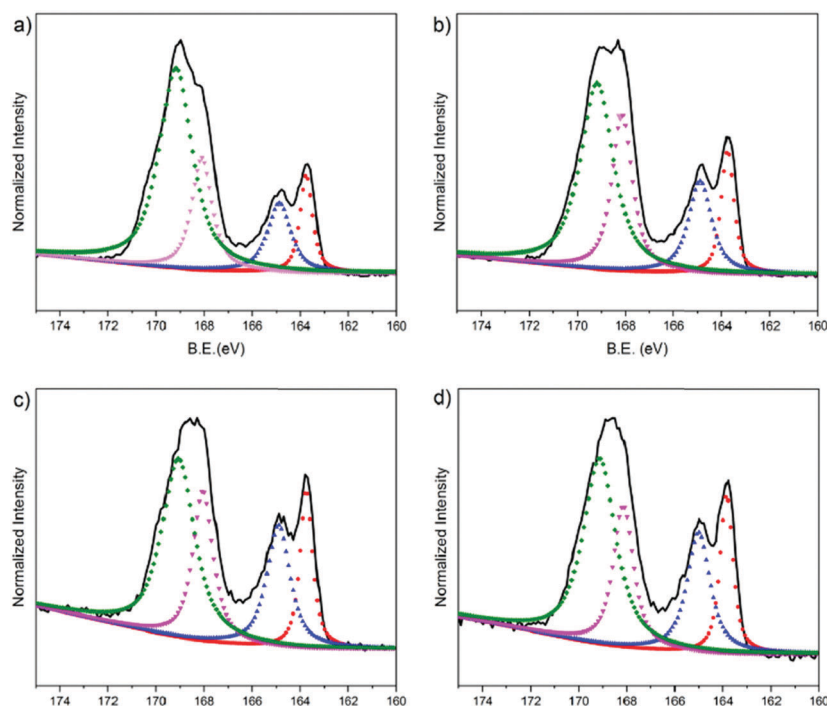 a)
Normalized Intensity
174 172 170 168 166 164 162 160
B.E.(eV)
b)
Normalized Intensity
174 172 170 168 166 164 162 160
B.E. (eV)
c)
Normalized Intensity
174 172 170 168 166 164 162 160
d)
Normalized Intensity
174 172 170 168 166 164 162 160